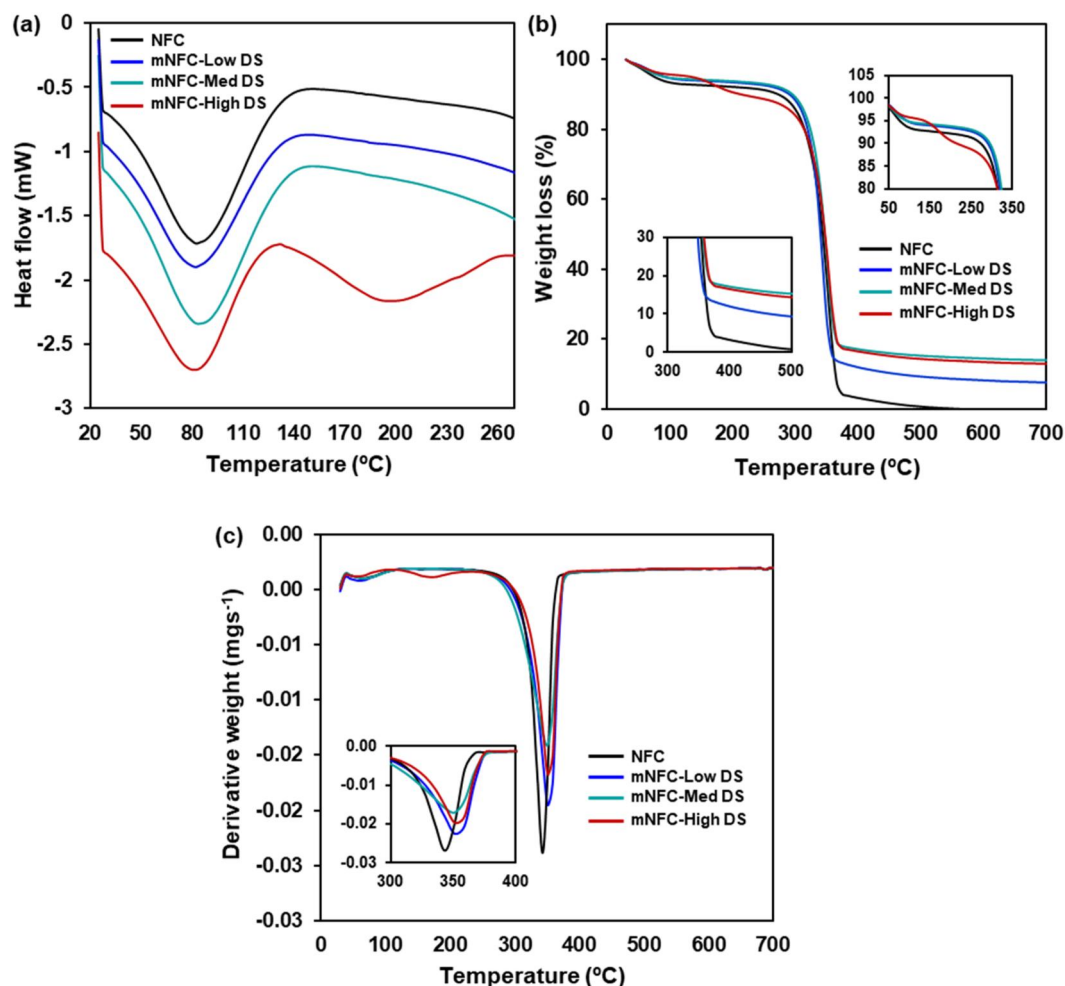 (a)
0
-0.5
-1
-1.5
-2
-2.5
-3
Heat flow (mW)
NFC
mNFC-Low DS
mNFC-Med DS
mNFC-High DS
20 50 80 110 140 170 200 230 260
Temperature (ºC)
(b)
100
80
60
40
20
0
Weight loss (%)
105
100
95
90
85
80
50 150 250 350
30
20
10
0
300 400 500
NFC
mNFC-Low DS
mNFC-Med DS
mNFC-High DS
0 100 200 300 400 500 600 700
Temperature (ºC)
(c)
0.00
0.00
-0.01
-0.01
-0.02
-0.02
-0.03
-0.03
Derivative weight (mgs⁻¹)
0.00
-0.01
-0.02
-0.03
300 350 400
NFC
mNFC-Low DS
mNFC-Med DS
mNFC-High DS
0 100 200 300 400 500 600 700
Temperature (ºC)